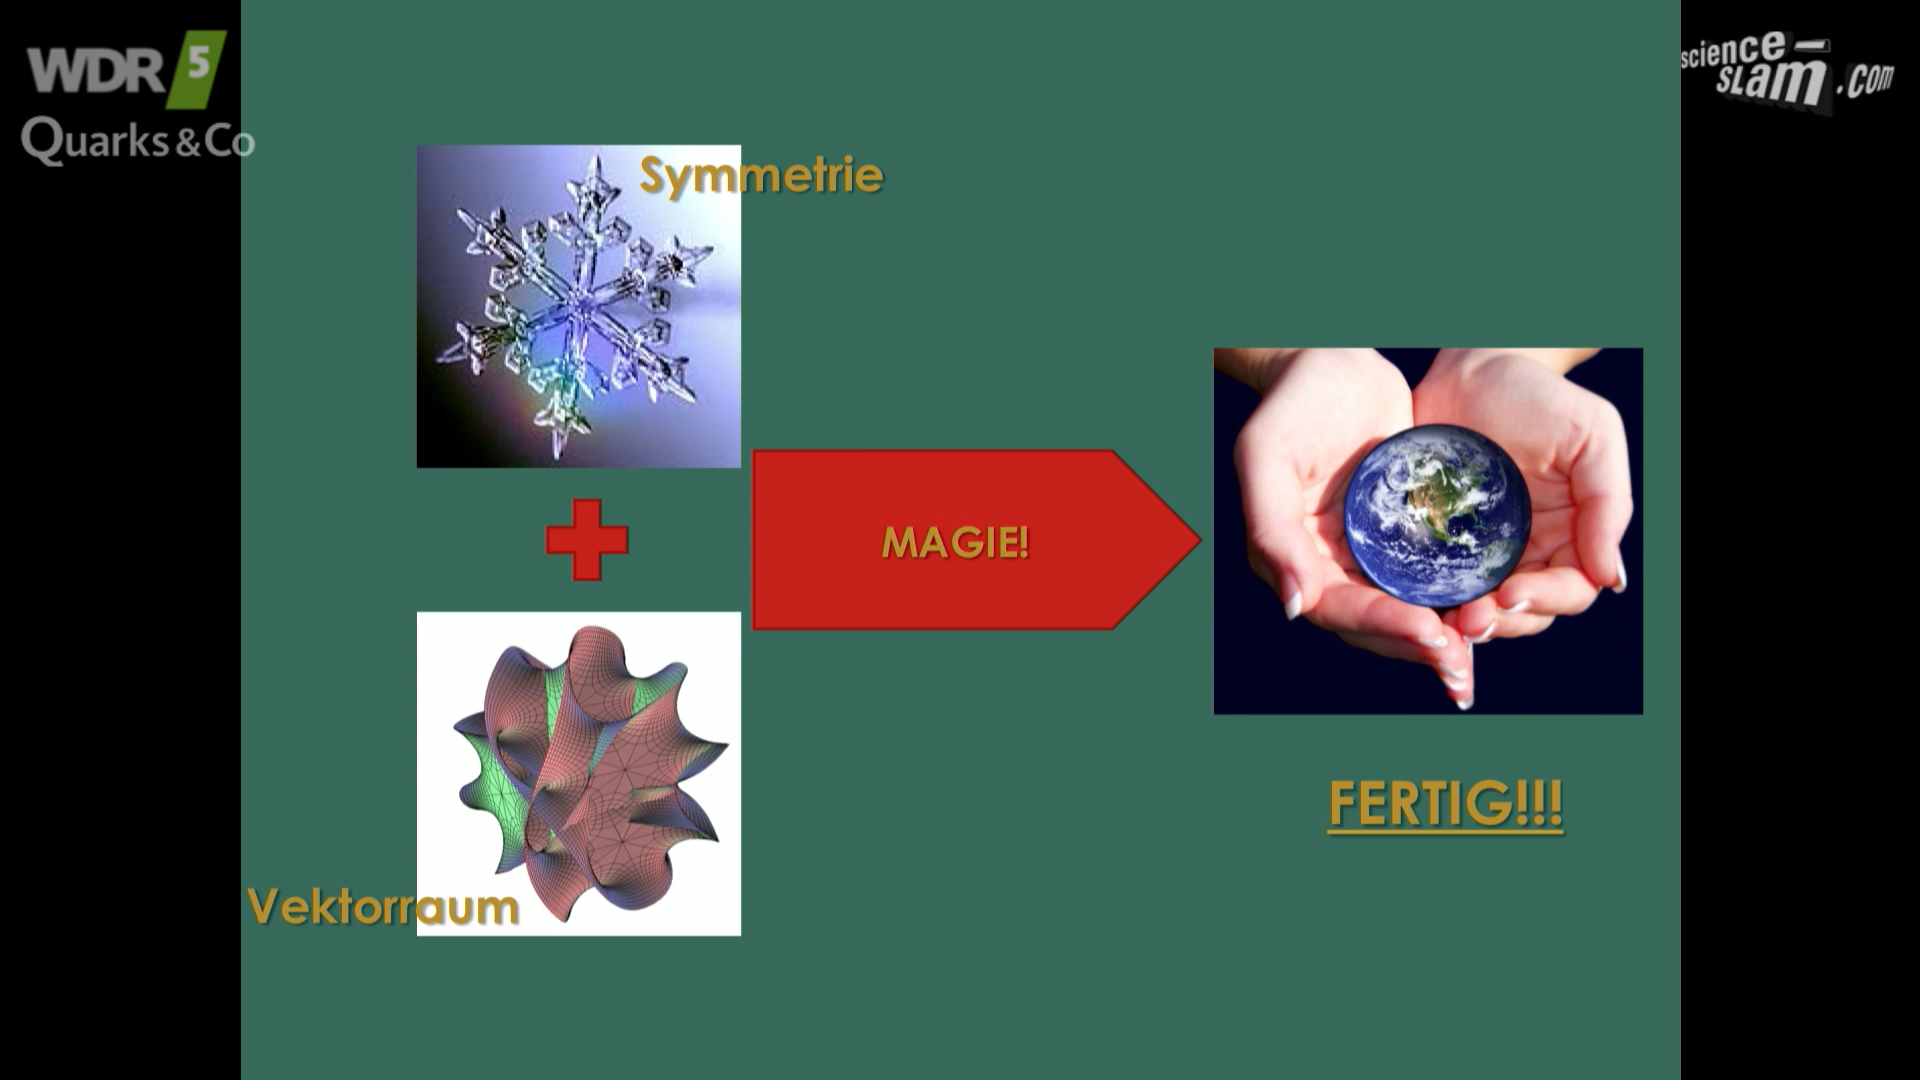 WDR 5
Quarks & Co
science
slam.com
Symmetrie
MAGIE!
FERTIG!!!
Vektorraum